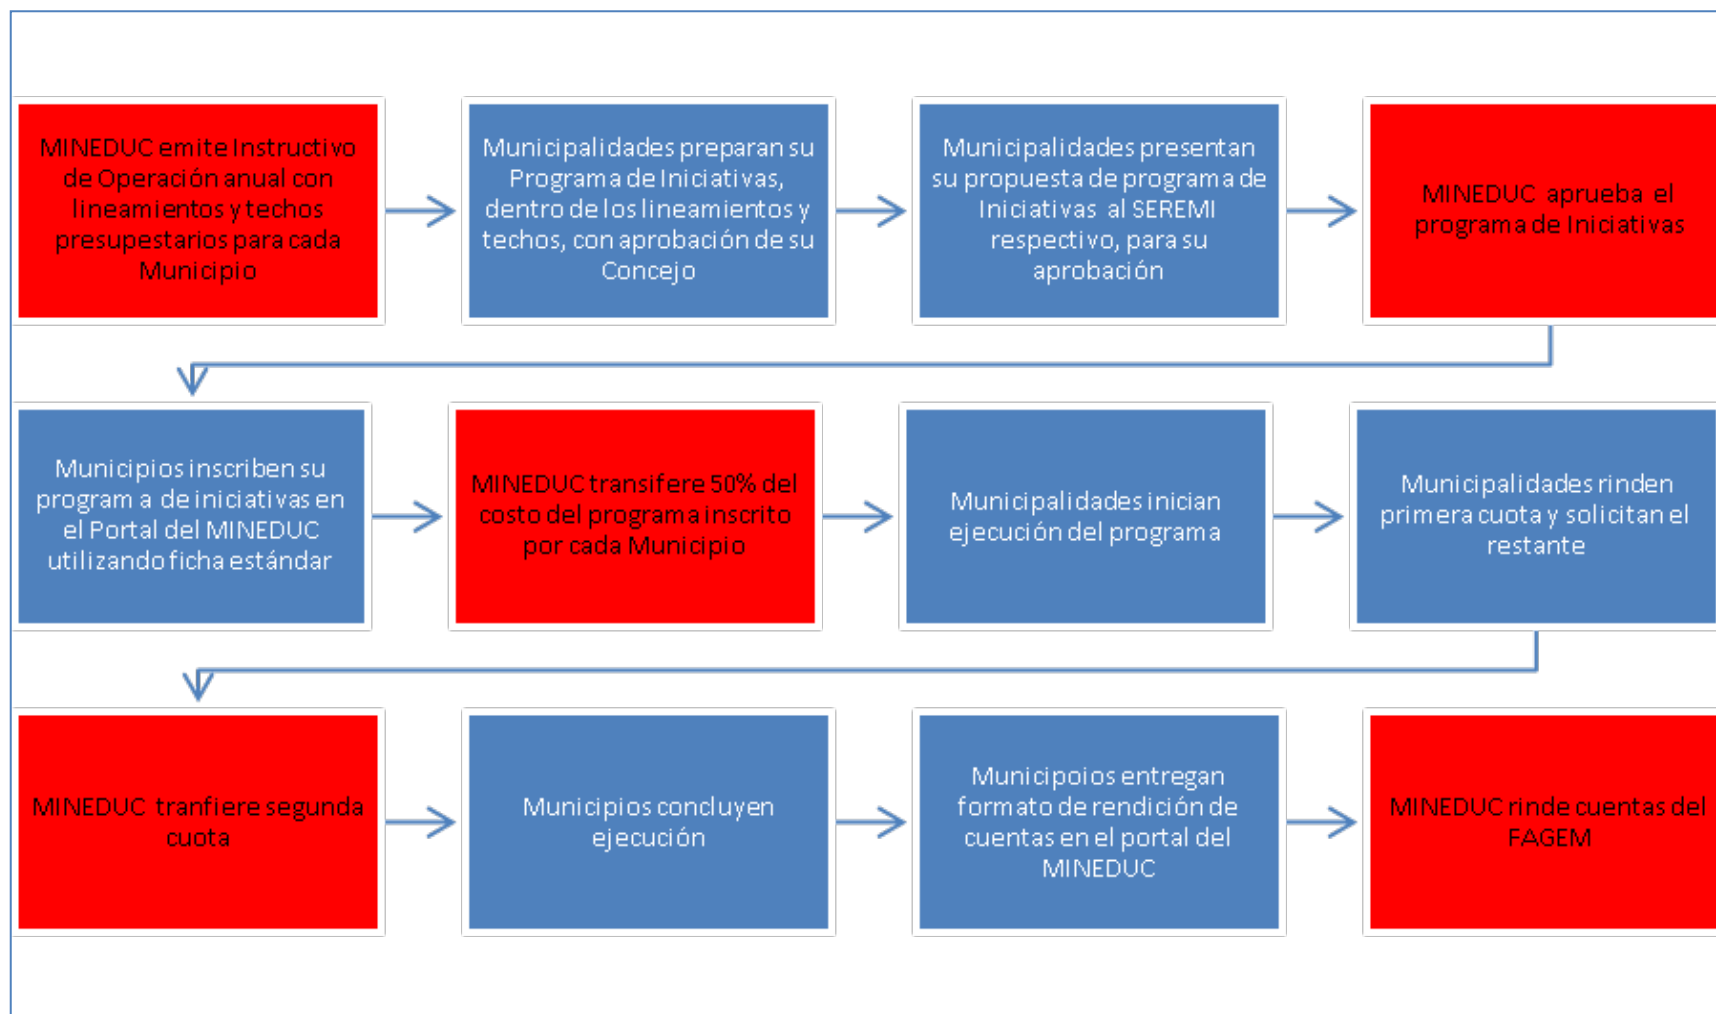 MINEDUC emite Instructivo
de Operación anual con
lineamientos y techos
presupestarios para cada
Municipio
Municipalidades preparan su
Programa de Iniciativas,
dentro de los lineamientos y
techos, con aprobación de su
Concejo
Municipalidades presentan
su propuesta de programa de
Iniciativas al SEREMI
respectivo, para su
aprobación
MINEDUC aprueba el
programa de Iniciativas
Municipios inscriben su
program a de iniciativas en
el Portal del MINEDUC
utilizando ficha estándar
MINEDUC transifere 50% del
costo del programa inscrito
por cada Municipio
Municipalidades inician
ejecución del programa
Municipalidades rinden
primera cuota y solicitan el
restante
MINEDUC tranfiere segunda
cuota
Municipios concluyen
ejecución
Municipoios entregan
formato de rendición de
cuentas en el portal del
MINEDUC
MINEDUC rinde cuentas del
FAGEM